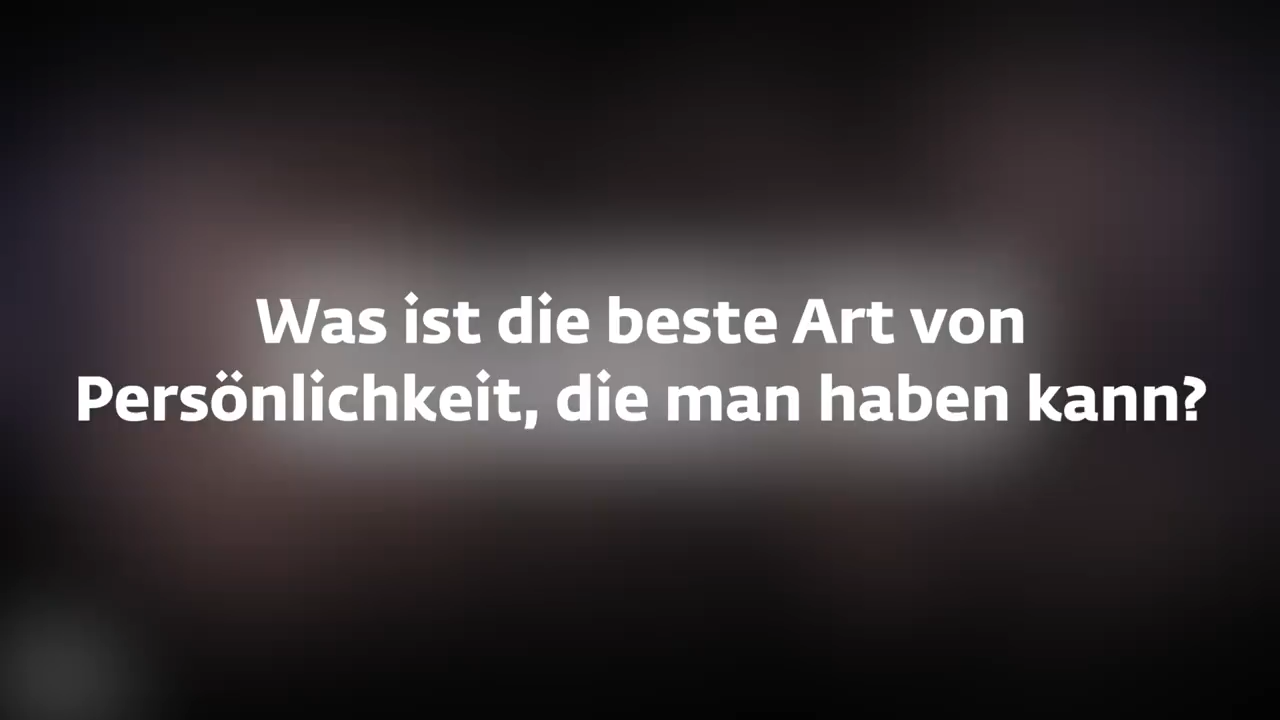 Was ist die beste Art von
Persönlichkeit, die man haben kann?